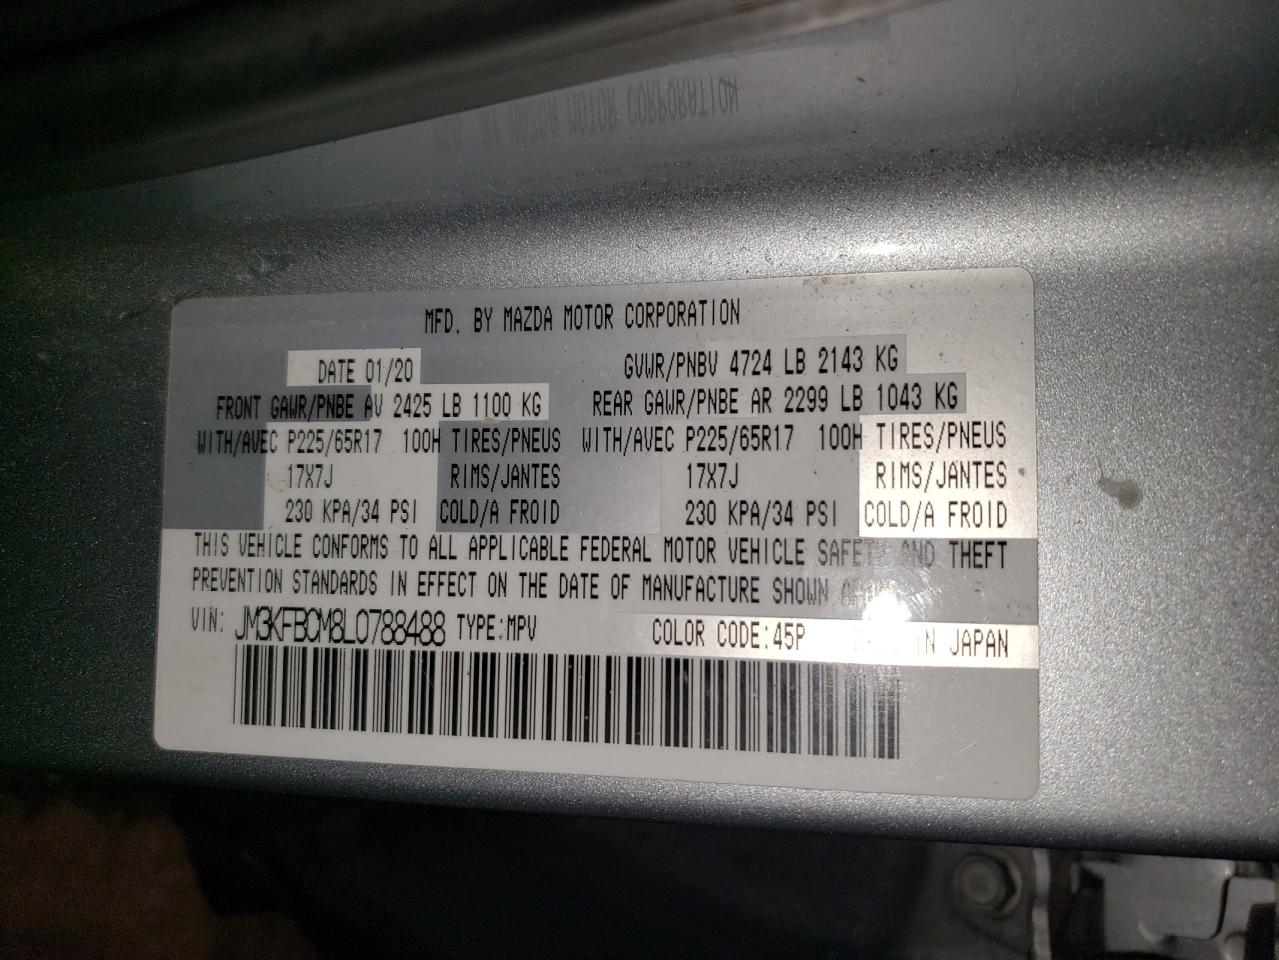 MFD. BY MAZDA MOTOR CORPORATION
DATE 01/20 GVWR/PNBV 4724 LB 2143 KG
FRONT GAWR/PNBE AV 2425 LB 1100 KG REAR GAWR/PNBE AR 2299 LB 1043 KG
WITH/AVEC P225/65R17 100H TIRES/PNEUS WITH/AVEC P225/65R17 100H TIRES/PNEUS
17X7J RIMS/JANTES 17X7J RIMS/JANTES
230 KPA/34 PSI COLD/A FROID 230 KPA/34 PSI COLD/A FROID
THIS VEHICLE CONFORMS TO ALL APPLICABLE FEDERAL MOTOR VEHICLE SAFETY AND THEFT
PREVENTION STANDARDS IN EFFECT ON THE DATE OF MANUFACTURE SHOWN
VIN: JM3KFBCM8L0788488 TYPE:MPV COLOR CODE:45P IN JAPAN